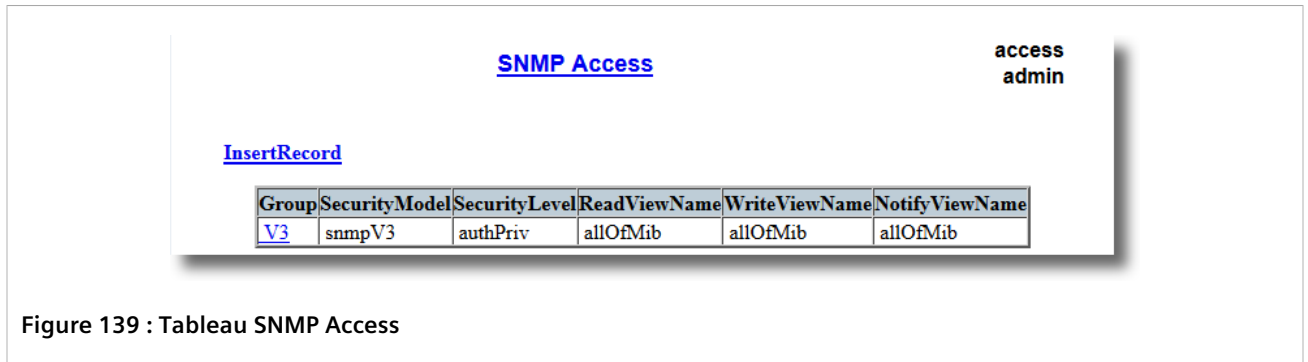 SNMP Access
access
admin
InsertRecord
Group SecurityModel SecurityLevel ReadViewName WriteViewName NotifyViewName
V3 snmpV3 authPriv allOfMib allOfMib allOfMib
Figure 139 : Tableau SNMP Access